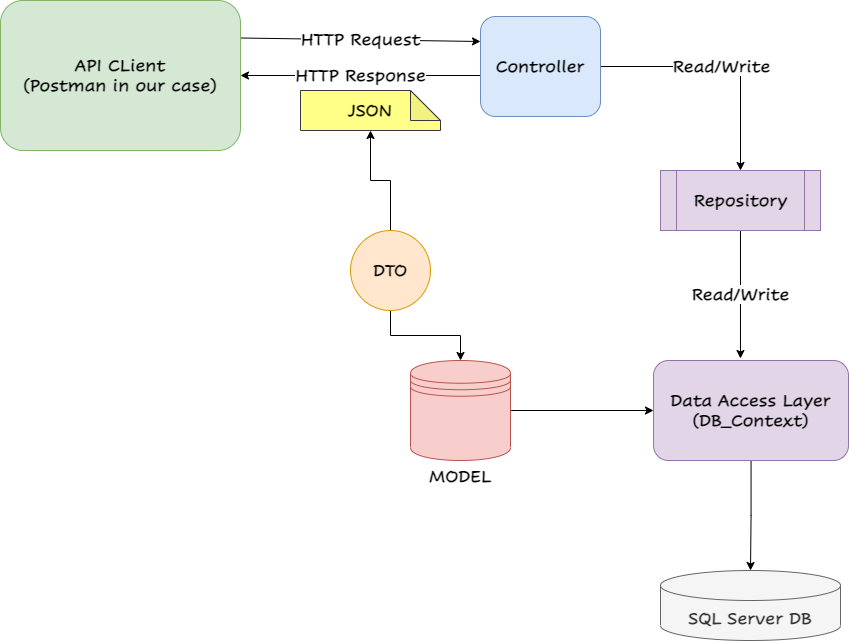 API CLient
(Postman in our case)
HTTP Request
HTTP Response
JSON
Controller
Read/Write
Repository
DTO
Read/Write
MODEL
Data Access Layer
(DB_Context)
SQL Server DB